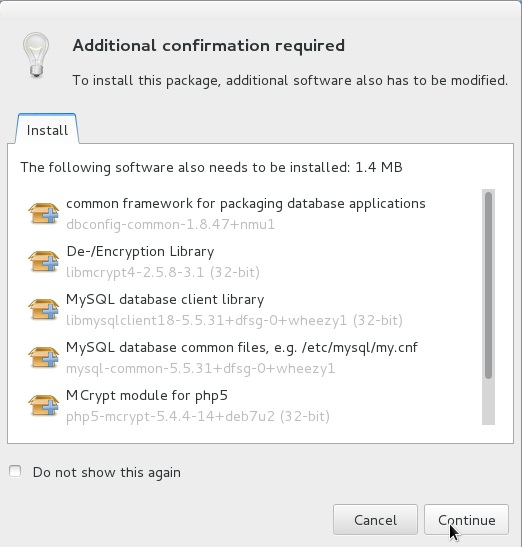 Additional confirmation required
To install this package, additional software also has to be modified.
Install
The following software also needs to be installed: 1.4 MB
common framework for packaging database applications
dbconfig-common-1.8.47+nmu1
De-/Encryption Library
libmcrypt4-2.5.8-3.1 (32-bit)
MySQL database client library
libmysqlclient18-5.5.31+dfsg-0+wheezy1 (32-bit)
MySQL database common files, e.g. /etc/mysql/my.cnf
mysql-common-5.5.31+dfsg-0+wheezy1
MCrypt module for php5
php5-mcrypt-5.4.4-14+deb7u2 (32-bit)
Do not show this again
Cancel
Continue